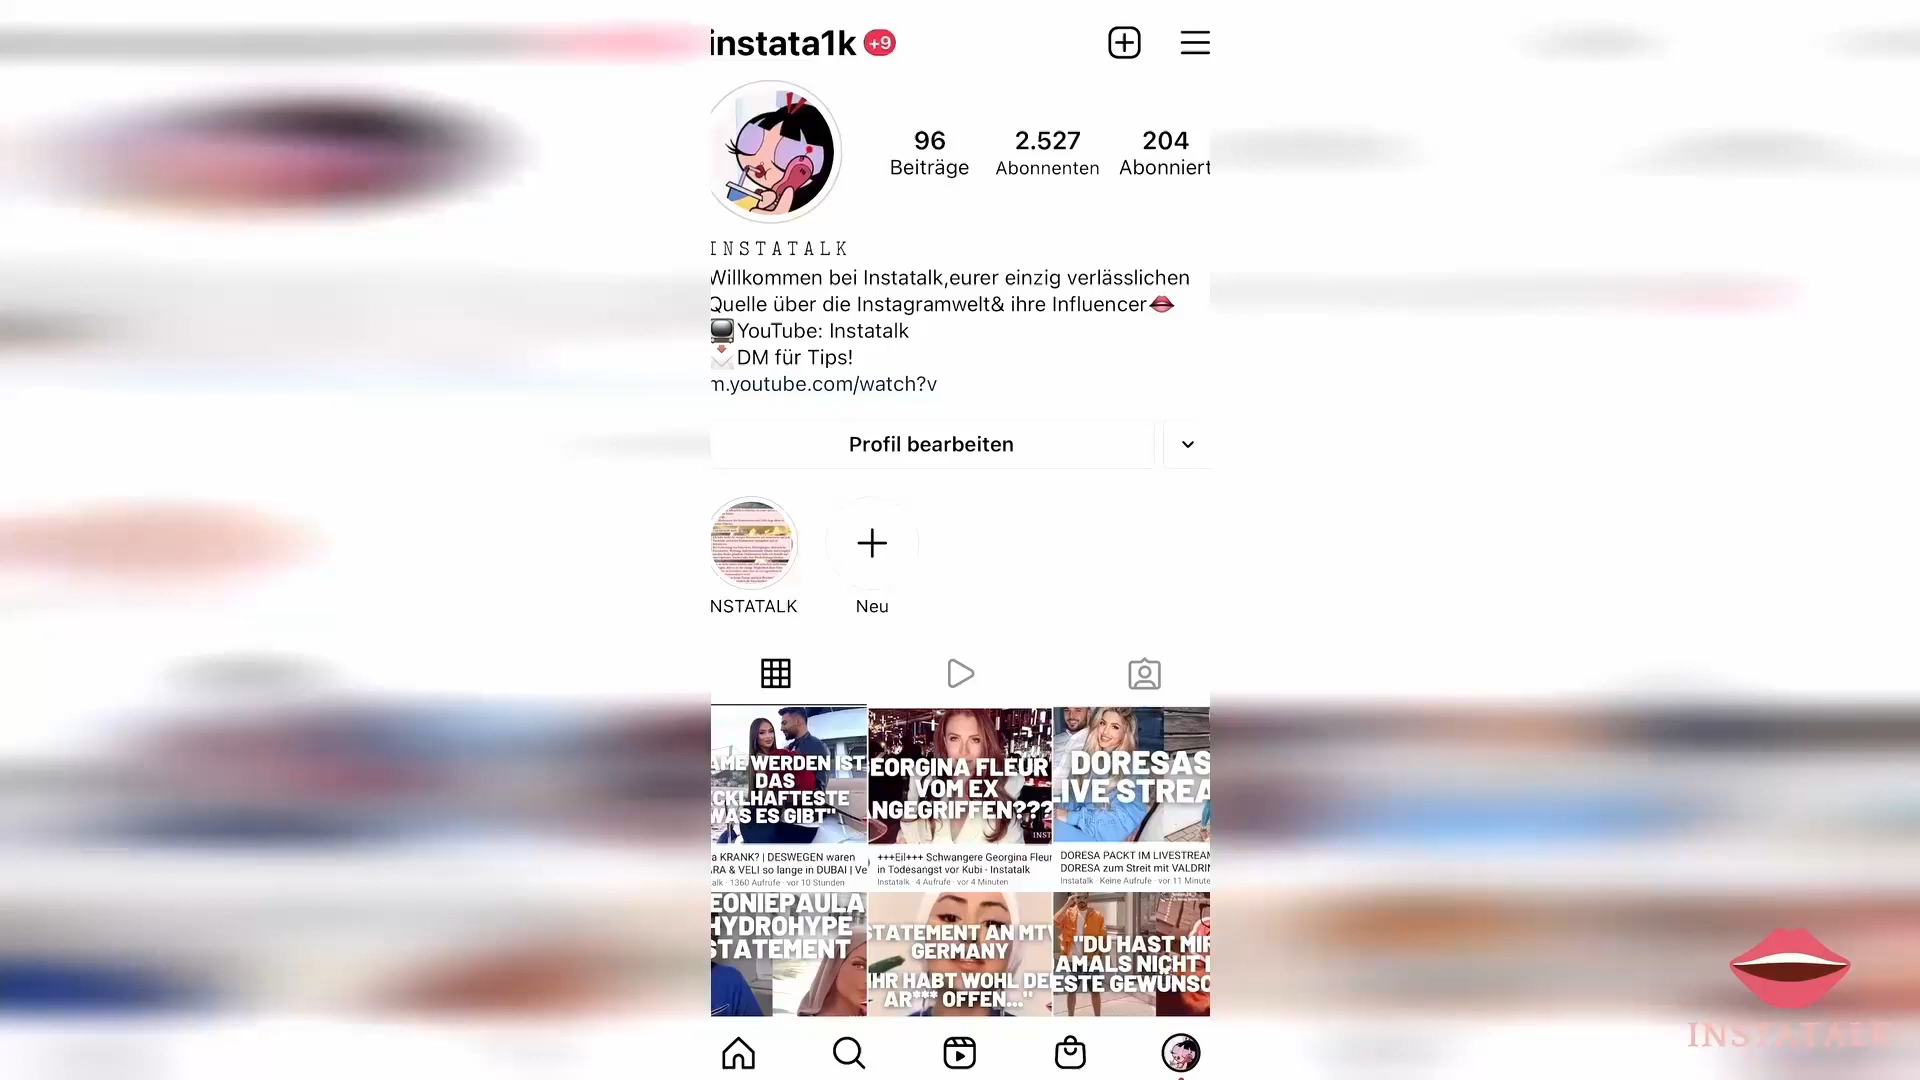 instata1k +9
96 2.527 204
Beiträge Abonnenten Abonniert
INSTATALK
Willkommen bei Instatalk,eurer einzig verlässlichen
Quelle über die Instagramwelt& ihre Influencer
YouTube: Instatalk
DM für Tips!
m.youtube.com/watch?v
Profil bearbeiten
NSTATALK Neu
AME WERDEN IST
DAS
CKLHAFTESTE
WAS ES GIBT"
EORGINA FLEUR
VOM EX
NGEGRIFFEN???
INST
DORESAS
LIVE STREA
a KRANK? | DESWEGEN waren
RA & VELI so lange in DUBAI | Ve
alk · 1360 Aufrufe · vor 10 Stunden
+++Eil+++ Schwangere Georgina Fleur
in Todesangst vor Kubi - Instatalk
Instatalk · 4 Aufrufe · vor 4 Minuten
DORESA PACKT IM LIVESTREAM
DORESA zum Streit mit VALDRIN
Instatalk · Keine Aufrufe · vor 11 Minute
EONIEPAULA
HYDROHYPE
STATEMENT
STATEMENT AN MTV
GERMANY
IHR HABT WOHL DE
AR*** OFFEN..."
"DU HAST MIR
AMALS NICHT
ESTE GEWÜNSC
INSTATALK